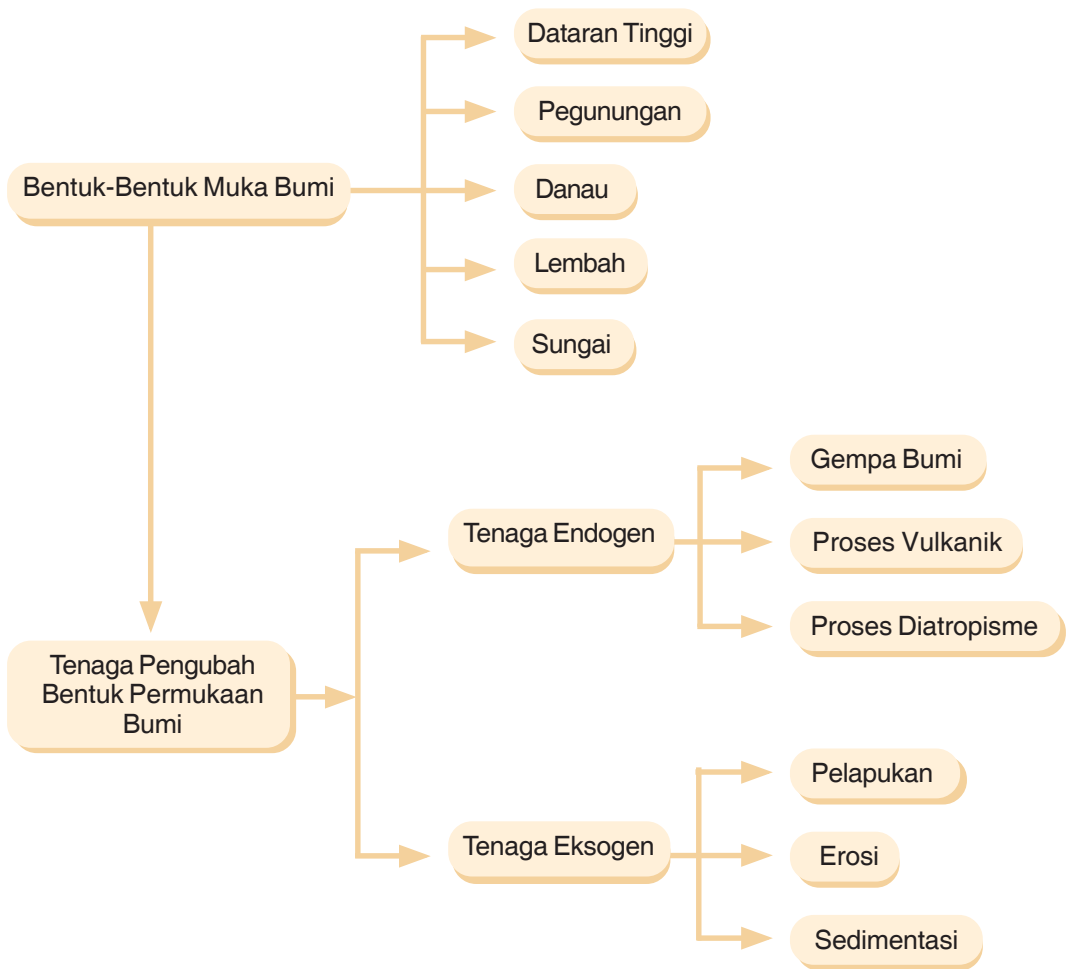 Dataran Tinggi
Pegunungan
Bentuk-Bentuk Muka Bumi
Danau
Lembah
Sungai
Gempa Bumi
Tenaga Endogen
Proses Vulkanik
Proses Diatropisme
Tenaga Pengubah
Bentuk Permukaan
Bumi
Pelapukan
Tenaga Eksogen
Erosi
Sedimentasi